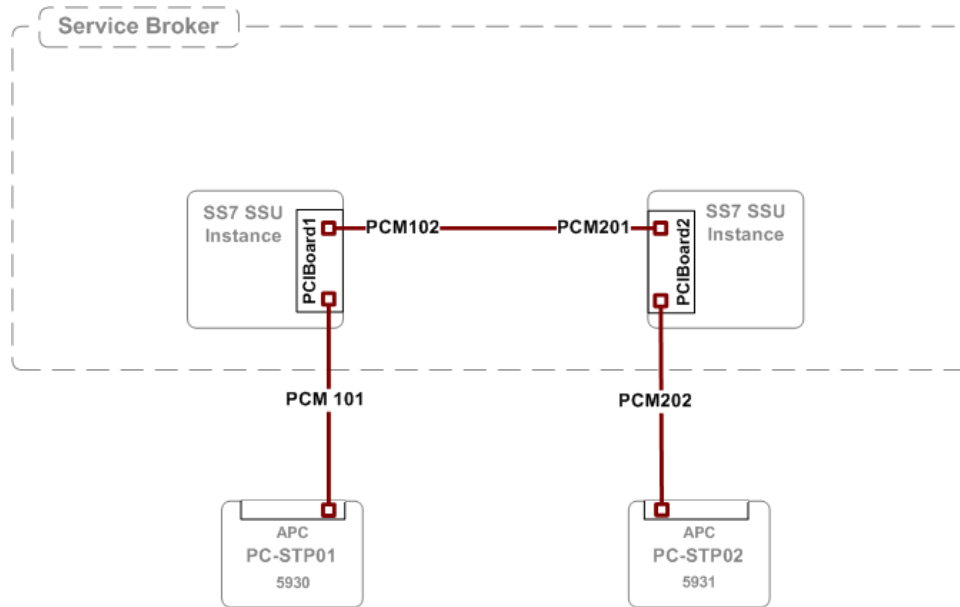 Service Broker
SS7 SSU
Instance
PCIBoard1
PCM102
PCM201
PCIBoard2
SS7 SSU
Instance
PCM 101
PCM202
APC
PC-STP01
5930
APC
PC-STP02
5931